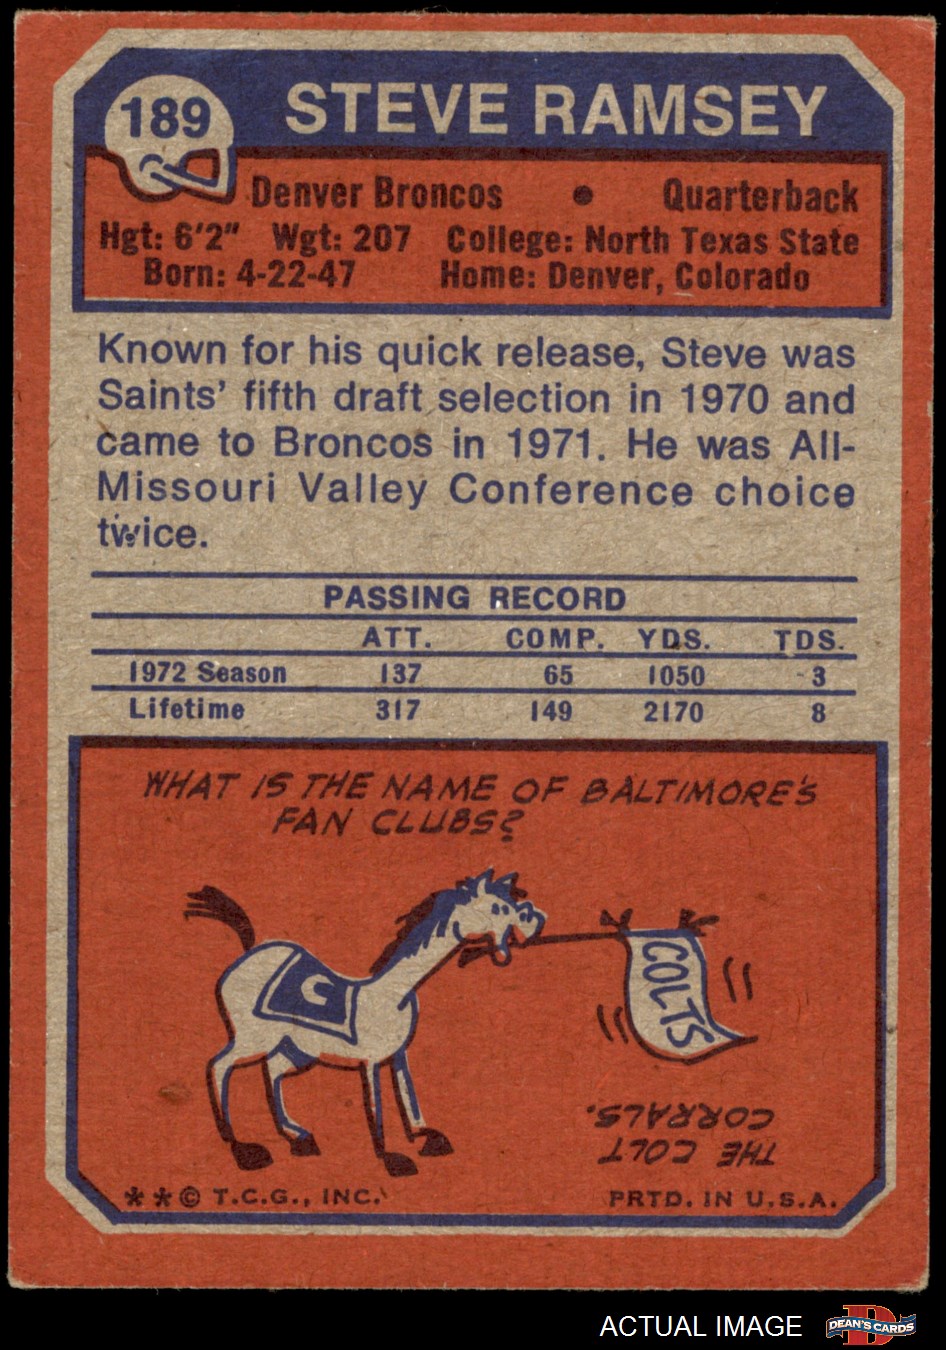 189
STEVE RAMSEY
Denver Broncos • Quarterback
Hgt: 6'2" Wgt: 207 College: North Texas State
Born: 4-22-47 Home: Denver, Colorado
Known for his quick release, Steve was
Saints' fifth draft selection in 1970 and
came to Broncos in 1971. He was All-
Missouri Valley Conference choice
twice.
PASSING RECORD
ATT. COMP. YDS. TDS.
1972 Season 137 65 1050 3
Lifetime 317 149 2170 8
WHAT IS THE NAME OF BALTIMORE'S
FAN CLUBS?
C
COLTS
THE COLT
CORRALS.
**© T.C.G., INC.
PRTD. IN U.S.A.
ACTUAL IMAGE
D
DEAN'S CARDS